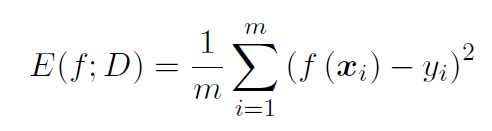 E(f; D) = \frac{1}{m} \sum_{i=1}^{m} (f(\boldsymbol{x}_i) - y_i)^2